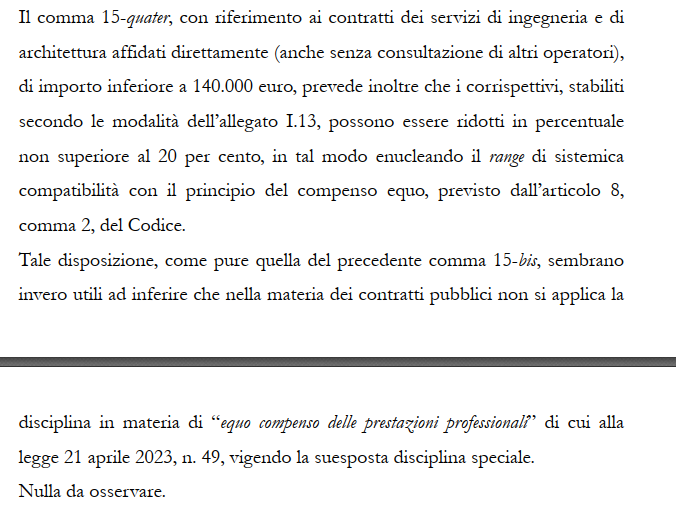 Il comma 15-quater, con riferimento ai contratti dei servizi di ingegneria e di
architettura affidati direttamente (anche senza consultazione di altri operatori),
di importo inferiore a 140.000 euro, prevede inoltre che i corrispettivi, stabiliti
secondo le modalità dell’allegato I.13, possono essere ridotti in percentuale
non superiore al 20 per cento, in tal modo enucleando il range di sistemica
compatibilità con il principio del compenso equo, previsto dall’articolo 8,
comma 2, del Codice.
Tale disposizione, come pure quella del precedente comma 15-bis, sembrano
invero utili ad inferire che nella materia dei contratti pubblici non si applica la
disciplina in materia di “equo compenso delle prestazioni professionali” di cui alla
legge 21 aprile 2023, n. 49, vigendo la suesposta disciplina speciale.
Nulla da osservare.